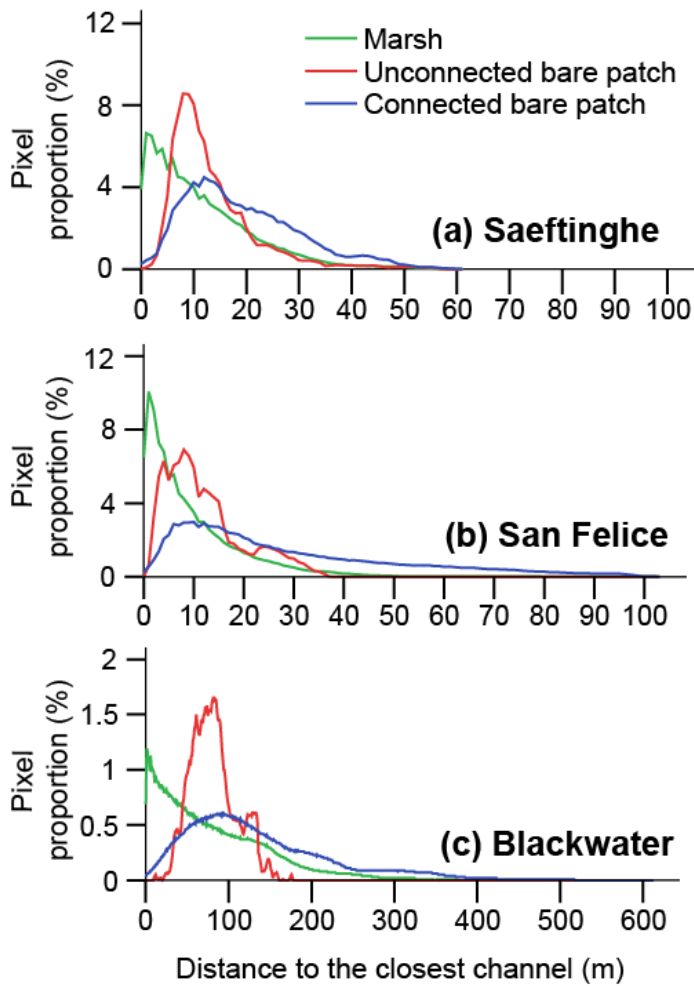 12
8
4
0
Pixel
proportion (%)
Marsh
Unconnected bare patch
Connected bare patch
(a) Saeftinghe
0 10 20 30 40 50 60 70 80 90 100
12
8
4
0
Pixel
proportion (%)
(b) San Felice
0 10 20 30 40 50 60 70 80 90 100
2
1.5
1
0.5
0
Pixel
proportion (%)
(c) Blackwater
0 100 200 300 400 500 600
Distance to the closest channel (m)